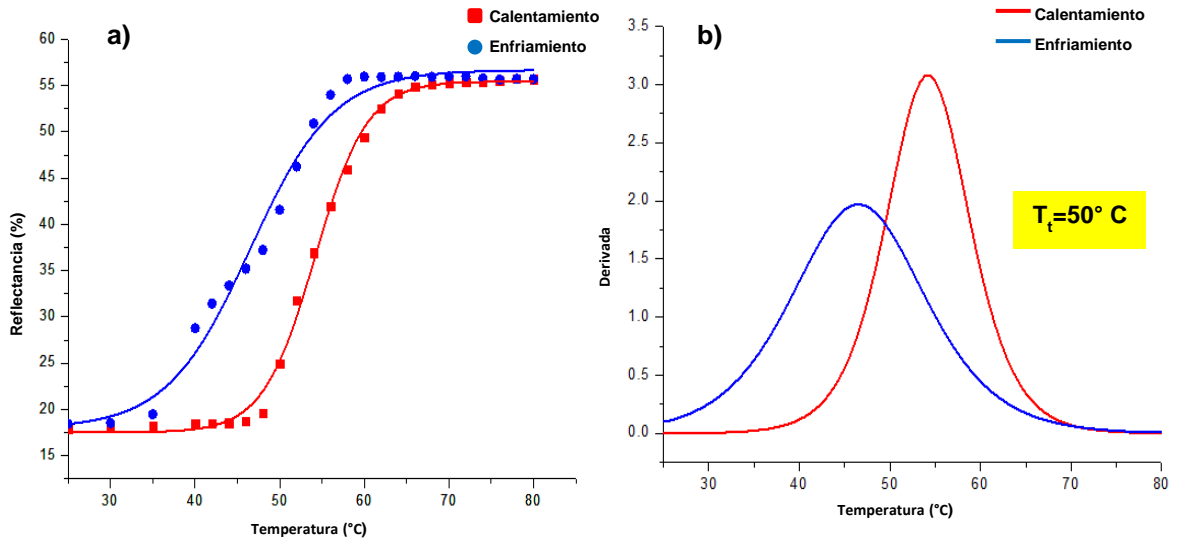 a)
Calentamiento
Enfriamiento
60
55
50
45
40
35
30
25
20
15
Reflectancia (%)
30 40 50 60 70 80
Temperatura (°C)
b)
Calentamiento
Enfriamiento
3.5
3.0
2.5
2.0
1.5
1.0
0.5
0.0
Derivada
Tt=50° C
30 40 50 60 70 80
Temperatura (°C)